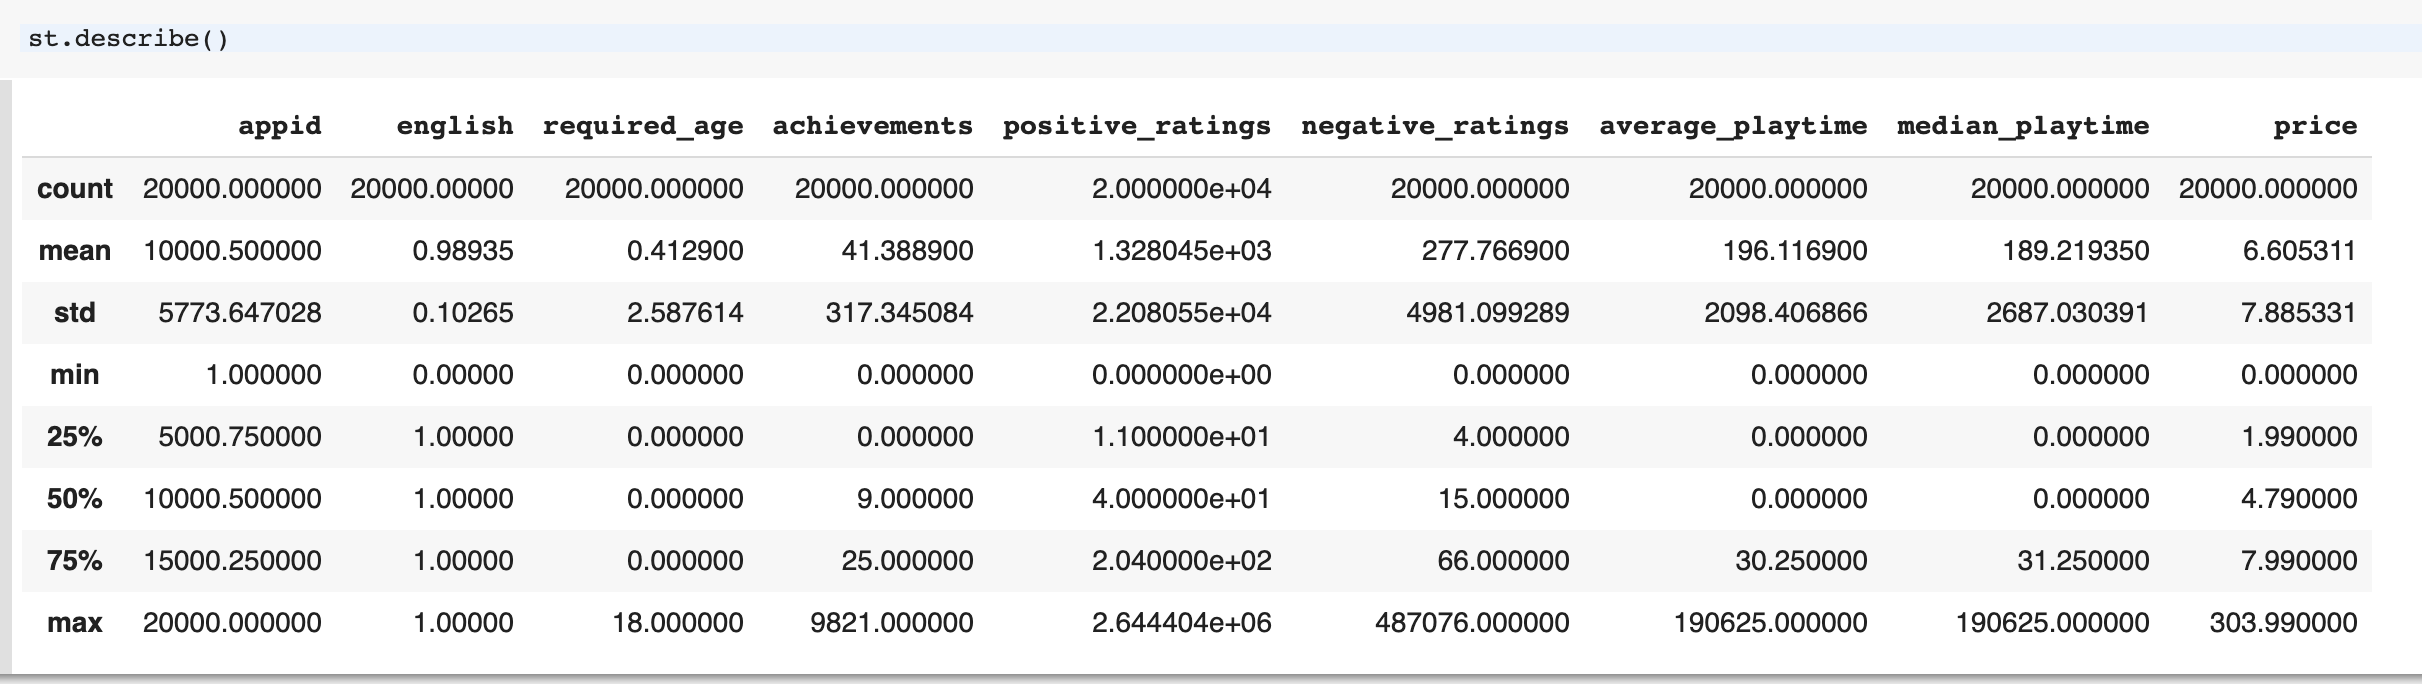 st.describe()
appid english required_age achievements positive_ratings negative_ratings average_playtime median_playtime price
count 20000.000000 20000.00000 20000.000000 20000.000000 2.000000e+04 20000.000000 20000.000000 20000.000000 20000.000000
mean 10000.500000 0.98935 0.412900 41.388900 1.328045e+03 277.766900 196.116900 189.219350 6.605311
std 5773.647028 0.10265 2.587614 317.345084 2.208055e+04 4981.099289 2098.406866 2687.030391 7.885331
min 1.000000 0.00000 0.000000 0.000000 0.000000e+00 0.000000 0.000000 0.000000 0.000000
25% 5000.750000 1.00000 0.000000 0.000000 1.100000e+01 4.000000 0.000000 0.000000 1.990000
50% 10000.500000 1.00000 0.000000 9.000000 4.000000e+01 15.000000 0.000000 0.000000 4.790000
75% 15000.250000 1.00000 0.000000 25.000000 2.040000e+02 66.000000 30.250000 31.250000 7.990000
max 20000.000000 1.00000 18.000000 9821.000000 2.644404e+06 487076.000000 190625.000000 190625.000000 303.990000